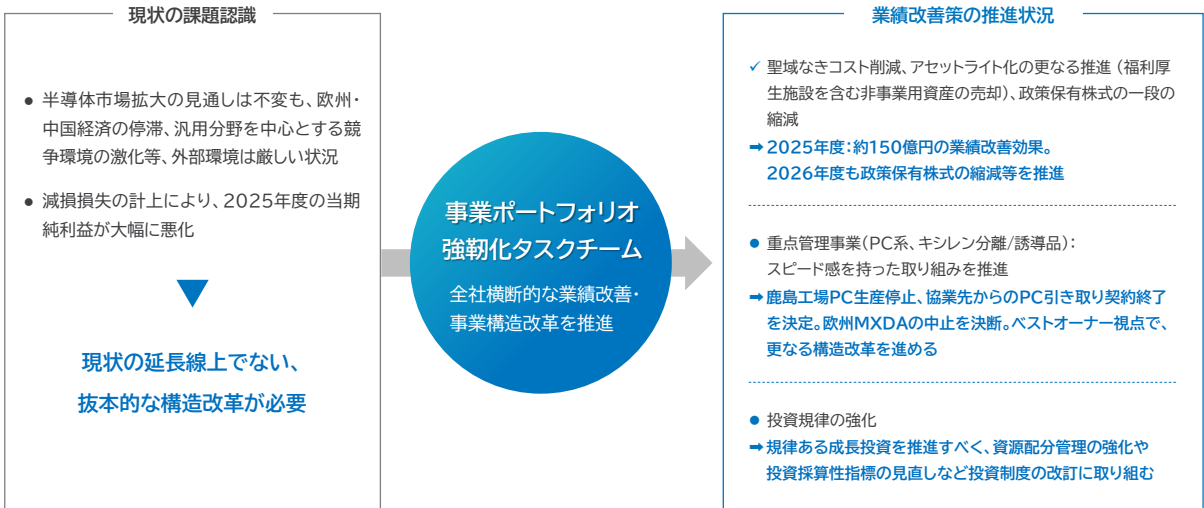 現状の課題認識
● 半導体市場拡大の見通しは不変も、欧州・
中国経済の停滞、汎用分野を中心とする競
争環境の激化等、外部環境は厳しい状況
● 減損損失の計上により、2025年度の当期
純利益が大幅に悪化
現状の延長線上でない、
抜本的な構造改革が必要
事業ポートフォリオ
強靭化タスクチーム
全社横断的な業績改善・
事業構造改革を推進
業績改善策の推進状況
✓ 聖域なきコスト削減、アセットライト化の更なる推進（福利厚
生施設を含む非事業用資産の売却）、政策保有株式の一段の
縮減
➡2025年度：約150億円の業績改善効果。
2026年度も政策保有株式の縮減等を推進
● 重点管理事業（PC系、キシレン分離/誘導品）：
スピード感を持った取り組みを推進
➡鹿島工場PC生産停止、協業先からのPC引き取り契約終了
を決定。欧州MXDAの中止を決断。ベストオーナー視点で、
更なる構造改革を進める
● 投資規律の強化
➡規律ある成長投資を推進すべく、資源配分管理の強化や
投資採算性指標の見直しなど投資制度の改訂に取り組む